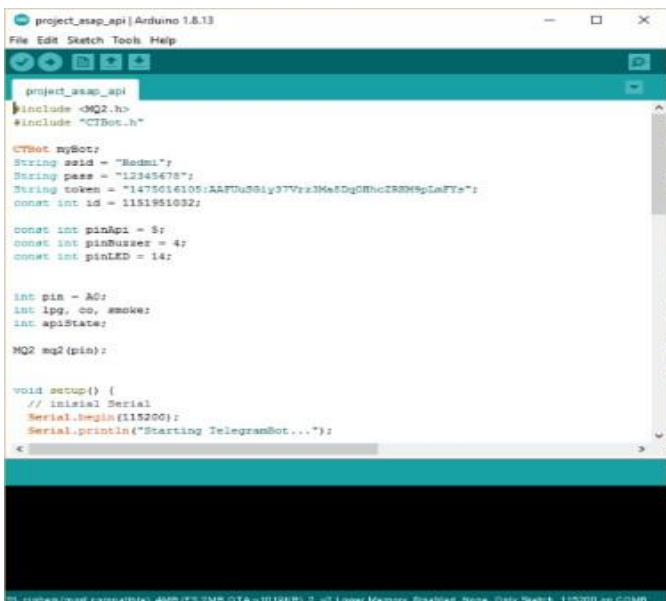 project_asap_api | Arduino 1.8.13
File Edit Sketch Tools Help
project_asap_api
#include <MQ2.h>
#include "CTBot.h"
CTBot myBot;
String ssid = "Redmi";
String pass = "12345678";
String token =
const int id = 1151951032;
const int pinApi = 5;
const int pinBuzzer = 4;
const int pinLED = 14;
int pin = A0;
int lpg, co, smoke;
int apiState;
MQ2 mq2(pin);
void setup() {
// inisial Serial
Serial.begin(115200);
Serial.println("Starting TelegramBot...");